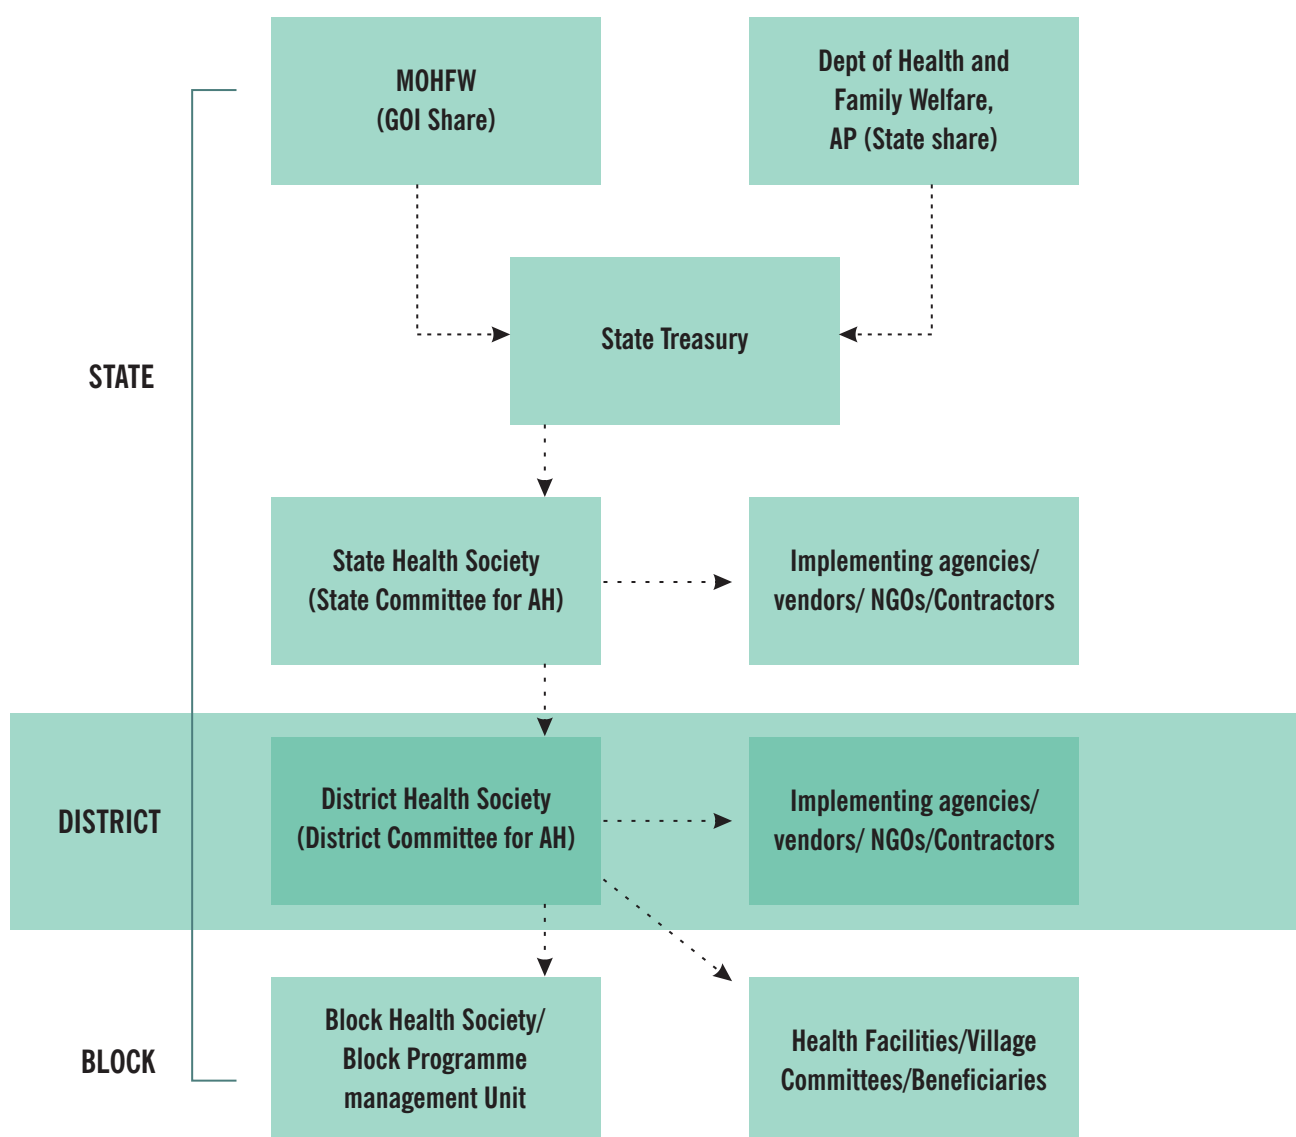 MOHFW
(GOI Share)
Dept of Health and
Family Welfare,
AP (State share)
State Treasury
STATE
State Health Society
(State Committee for AH)
Implementing agencies/
vendors/ NGOs/Contractors
DISTRICT
District Health Society
(District Committee for AH)
Implementing agencies/
vendors/ NGOs/Contractors
BLOCK
Block Health Society/
Block Programme
management Unit
Health Facilities/Village
Committees/Beneficiaries